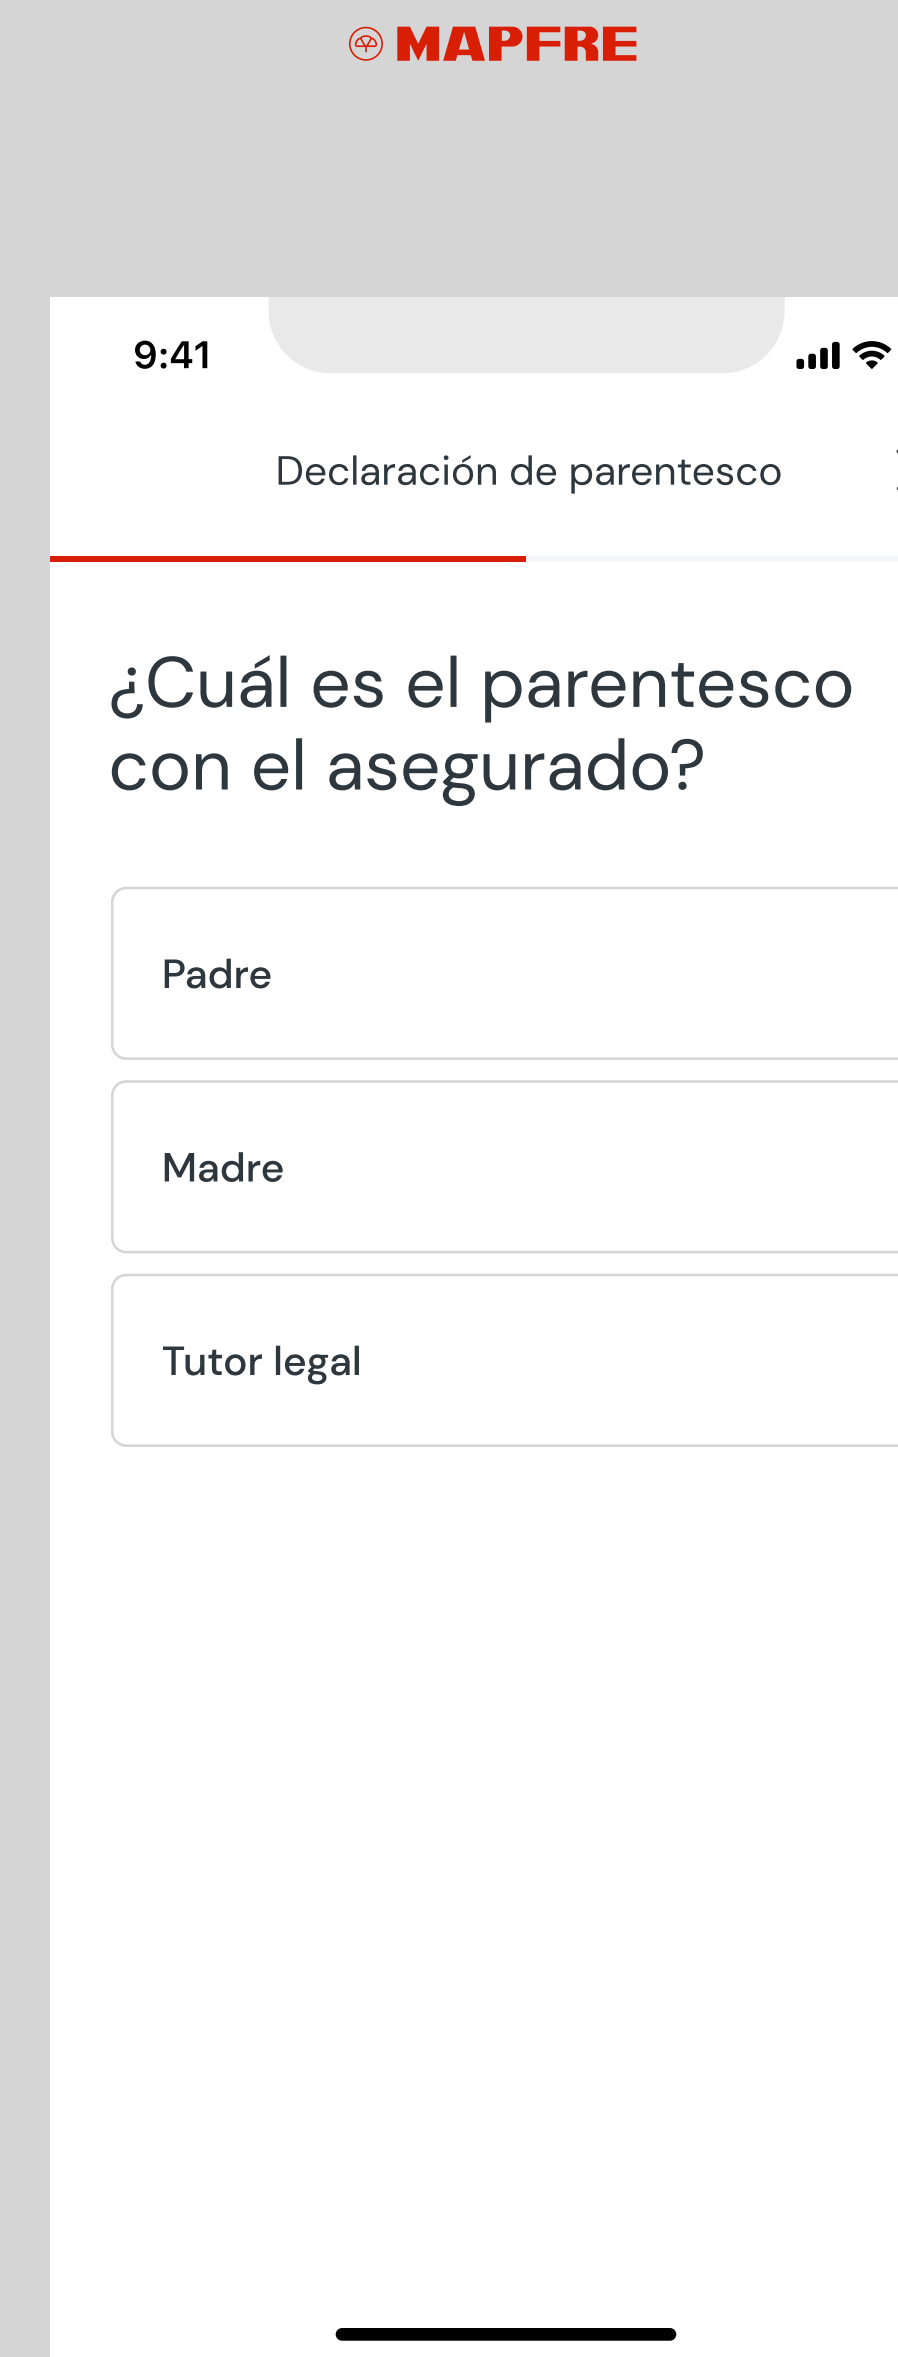 MAPFRE
9:41
Declaración de parentesco
¿Cuál es el parentesco
con el asegurado?
Padre
Madre
Tutor legal